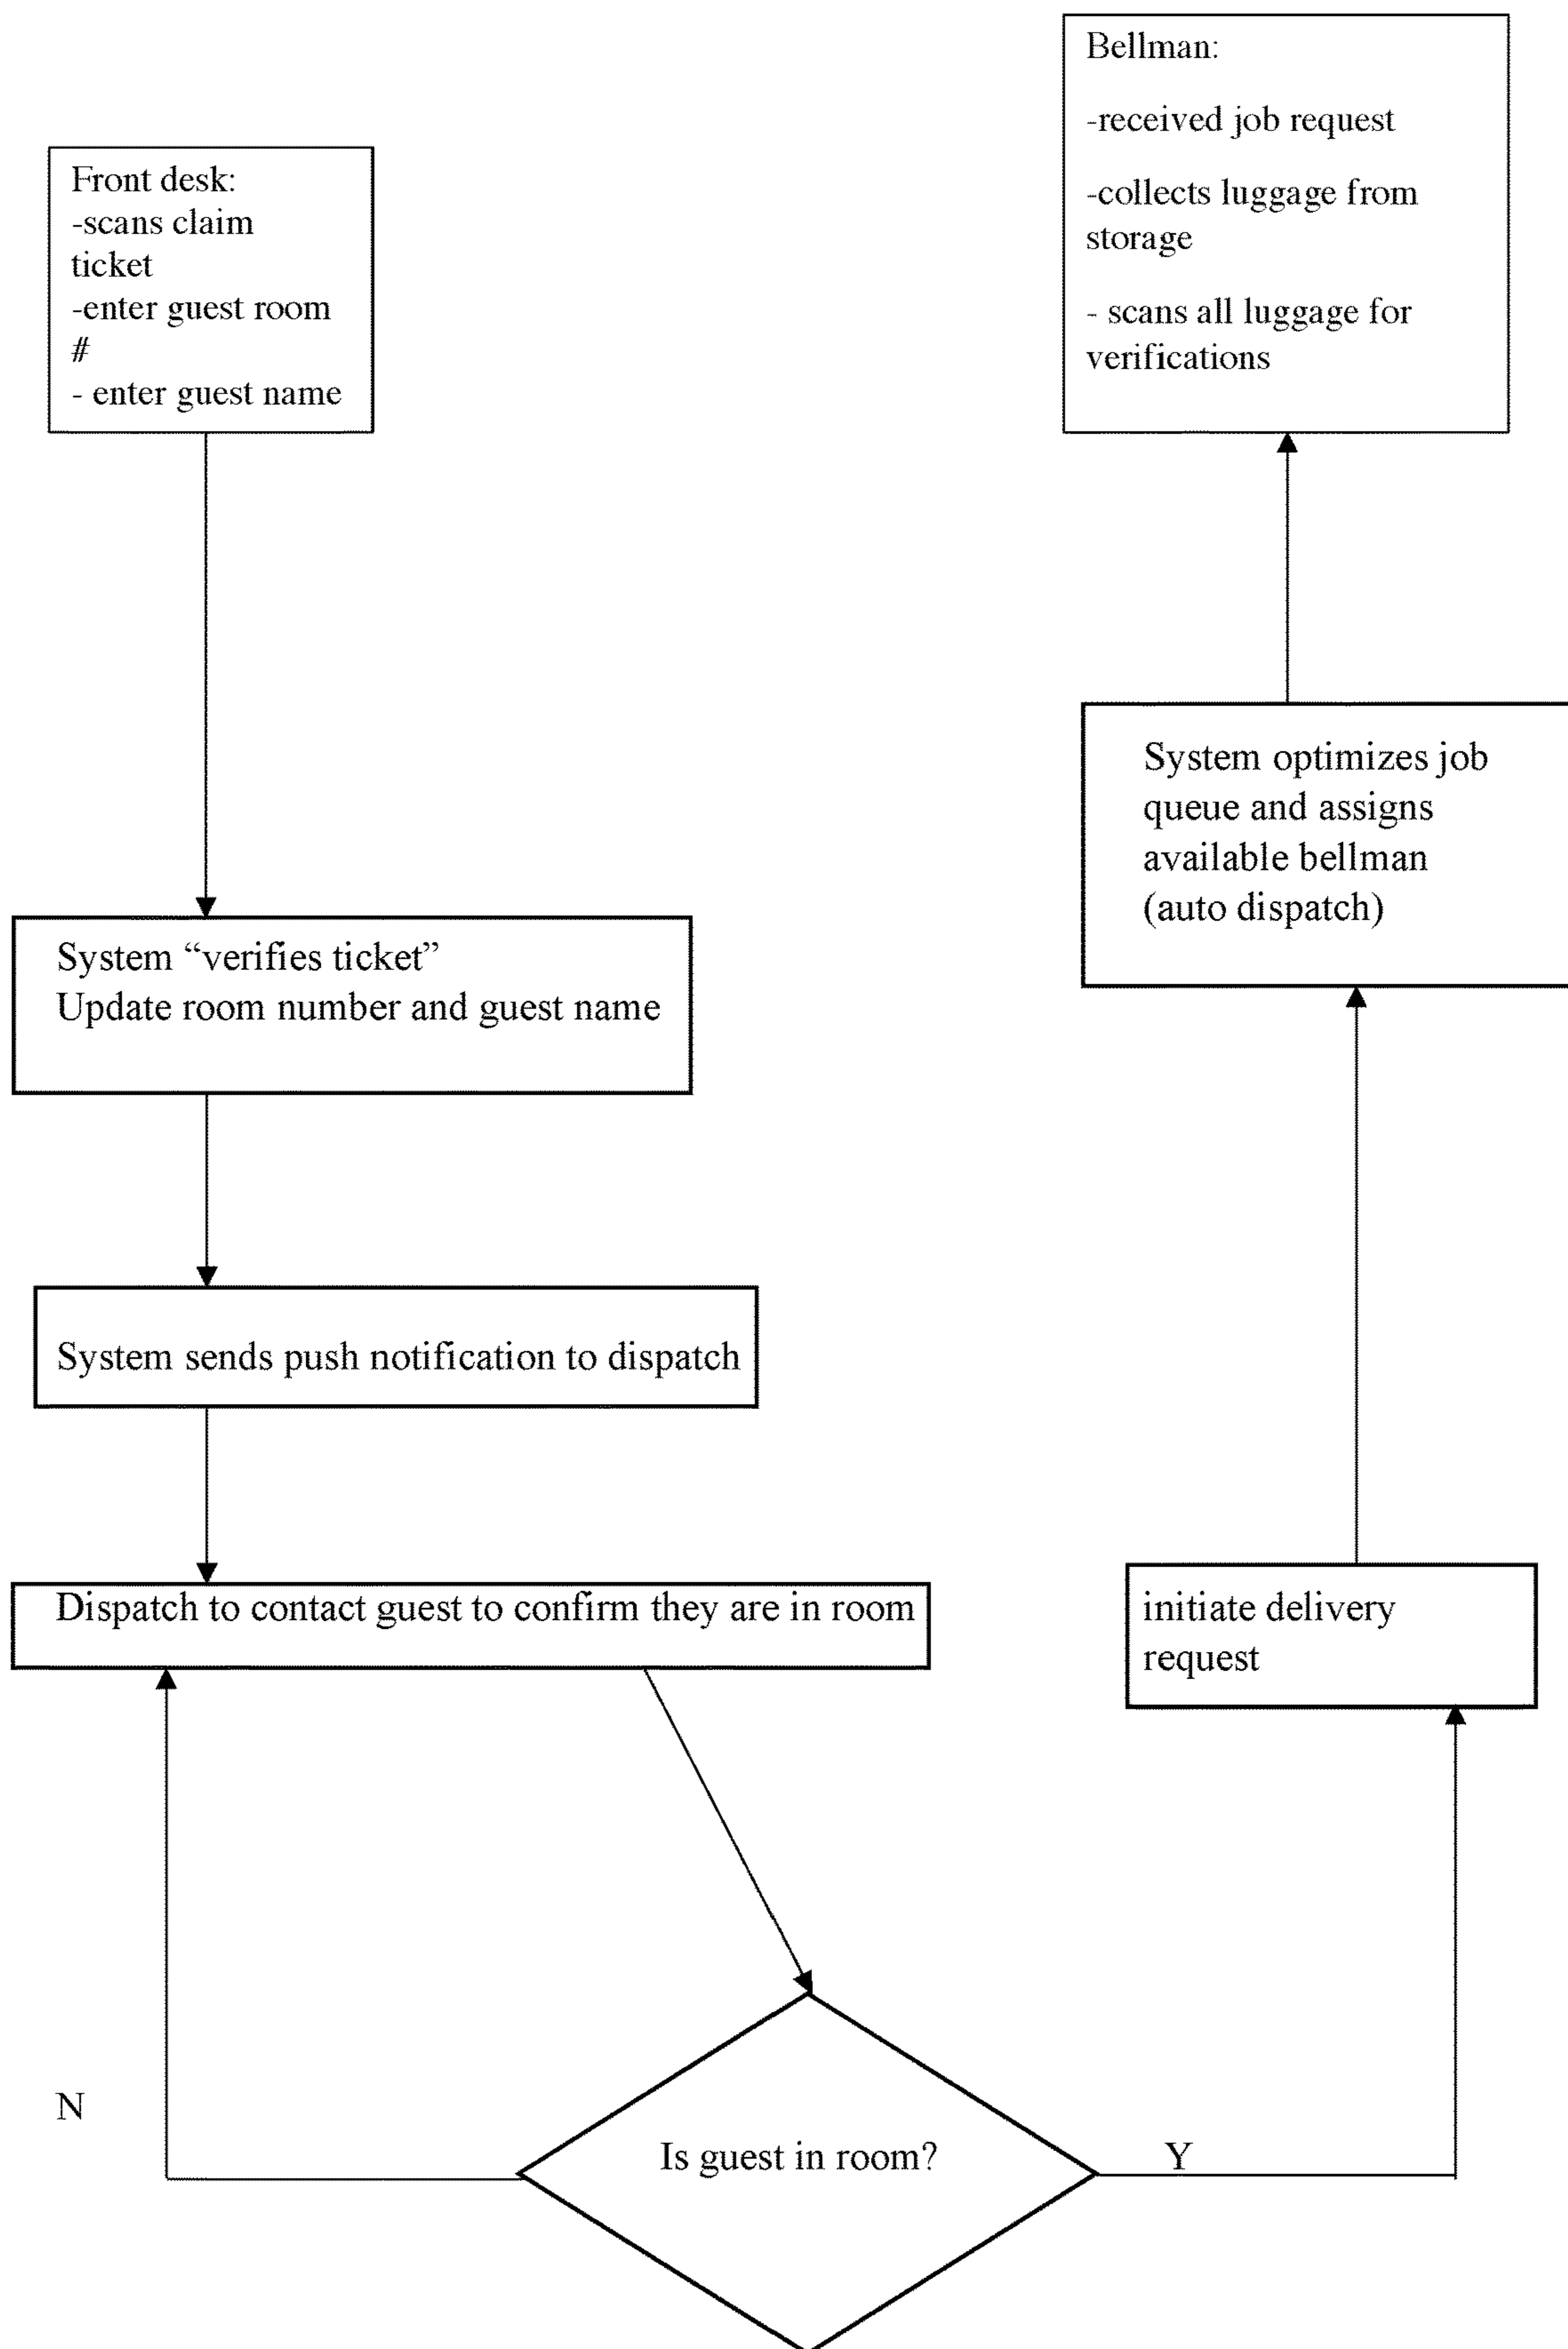 Front desk:
-scans claim
ticket
-enter guest room
#
- enter guest name
System “verifies ticket”
Update room number and guest name
System sends push notification to dispatch
Dispatch to contact guest to confirm they are in room
N
Is guest in room?
Y
initiate delivery
request
System optimizes job
queue and assigns
available bellman
(auto dispatch)
Bellman:
-received job request
-collects luggage from
storage
- scans all luggage for
verifications